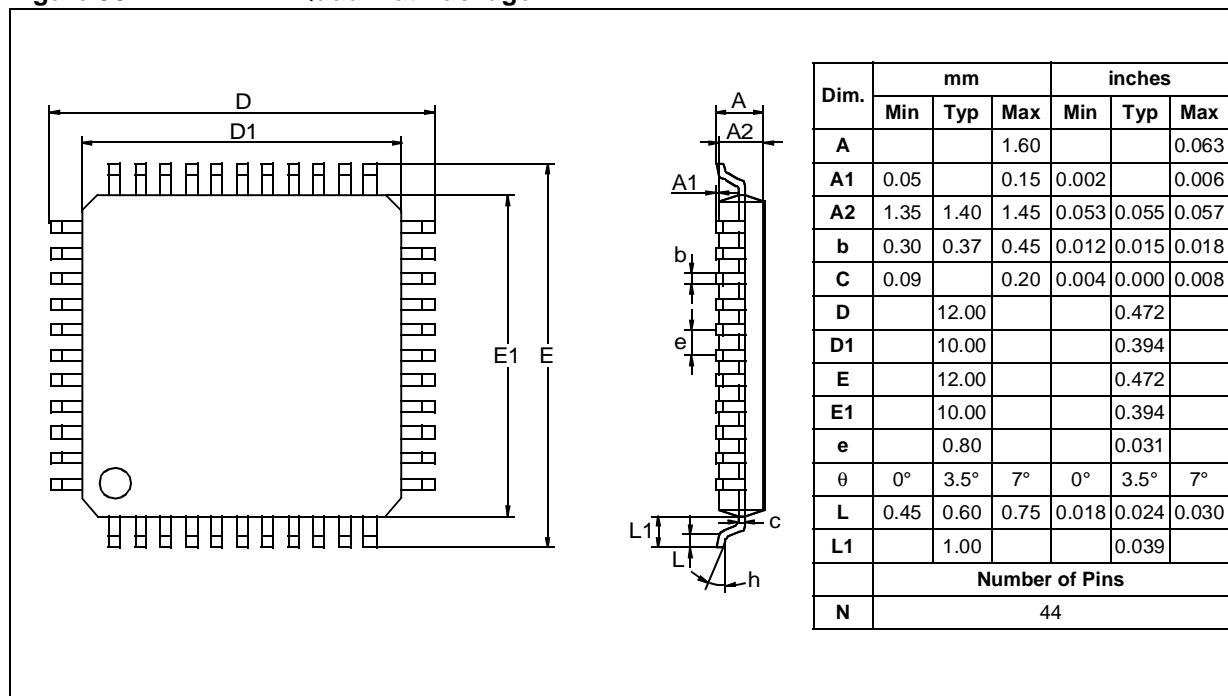 D
D1
E1 E
A
A2
A1
b
e
c
L1
L
h
Dim. mm inches
Min Typ Max Min Typ Max
A 1.60 0.063
A1 0.05 0.15 0.002 0.006
A2 1.35 1.40 1.45 0.053 0.055 0.057
b 0.30 0.37 0.45 0.012 0.015 0.018
C 0.09 0.20 0.004 0.000 0.008
D 12.00 0.472
D1 10.00 0.394
E 12.00 0.472
E1 10.00 0.394
e 0.80 0.031
θ 0° 3.5° 7° 0° 3.5° 7°
L 0.45 0.60 0.75 0.018 0.024 0.030
L1 1.00 0.039
Number of Pins
N 44